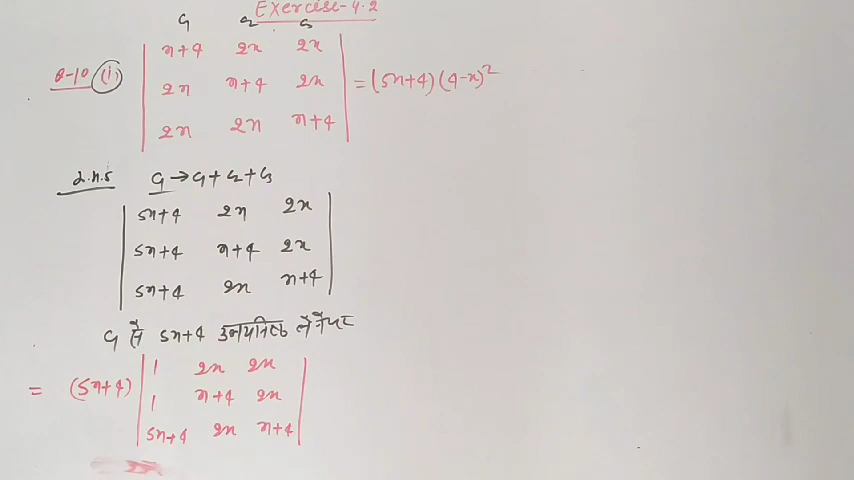 Exercise-4.2
C1 C2 C3
Q-10 (i) | x+4 2x 2x |
| 2x x+4 2x | = (5x+4)(4-x)²
| 2x 2x x+4 |
L.H.S C1 → C1 + C2 + C3
| 5x+4 2x 2x |
| 5x+4 x+4 2x |
| 5x+4 2x x+4 |
C1 से 5x+4 उभयनिष्ठ लेने पर
= (5x+4) | 1 2x 2x |
| 1 x+4 2x |
| 5x+4 2x x+4 |